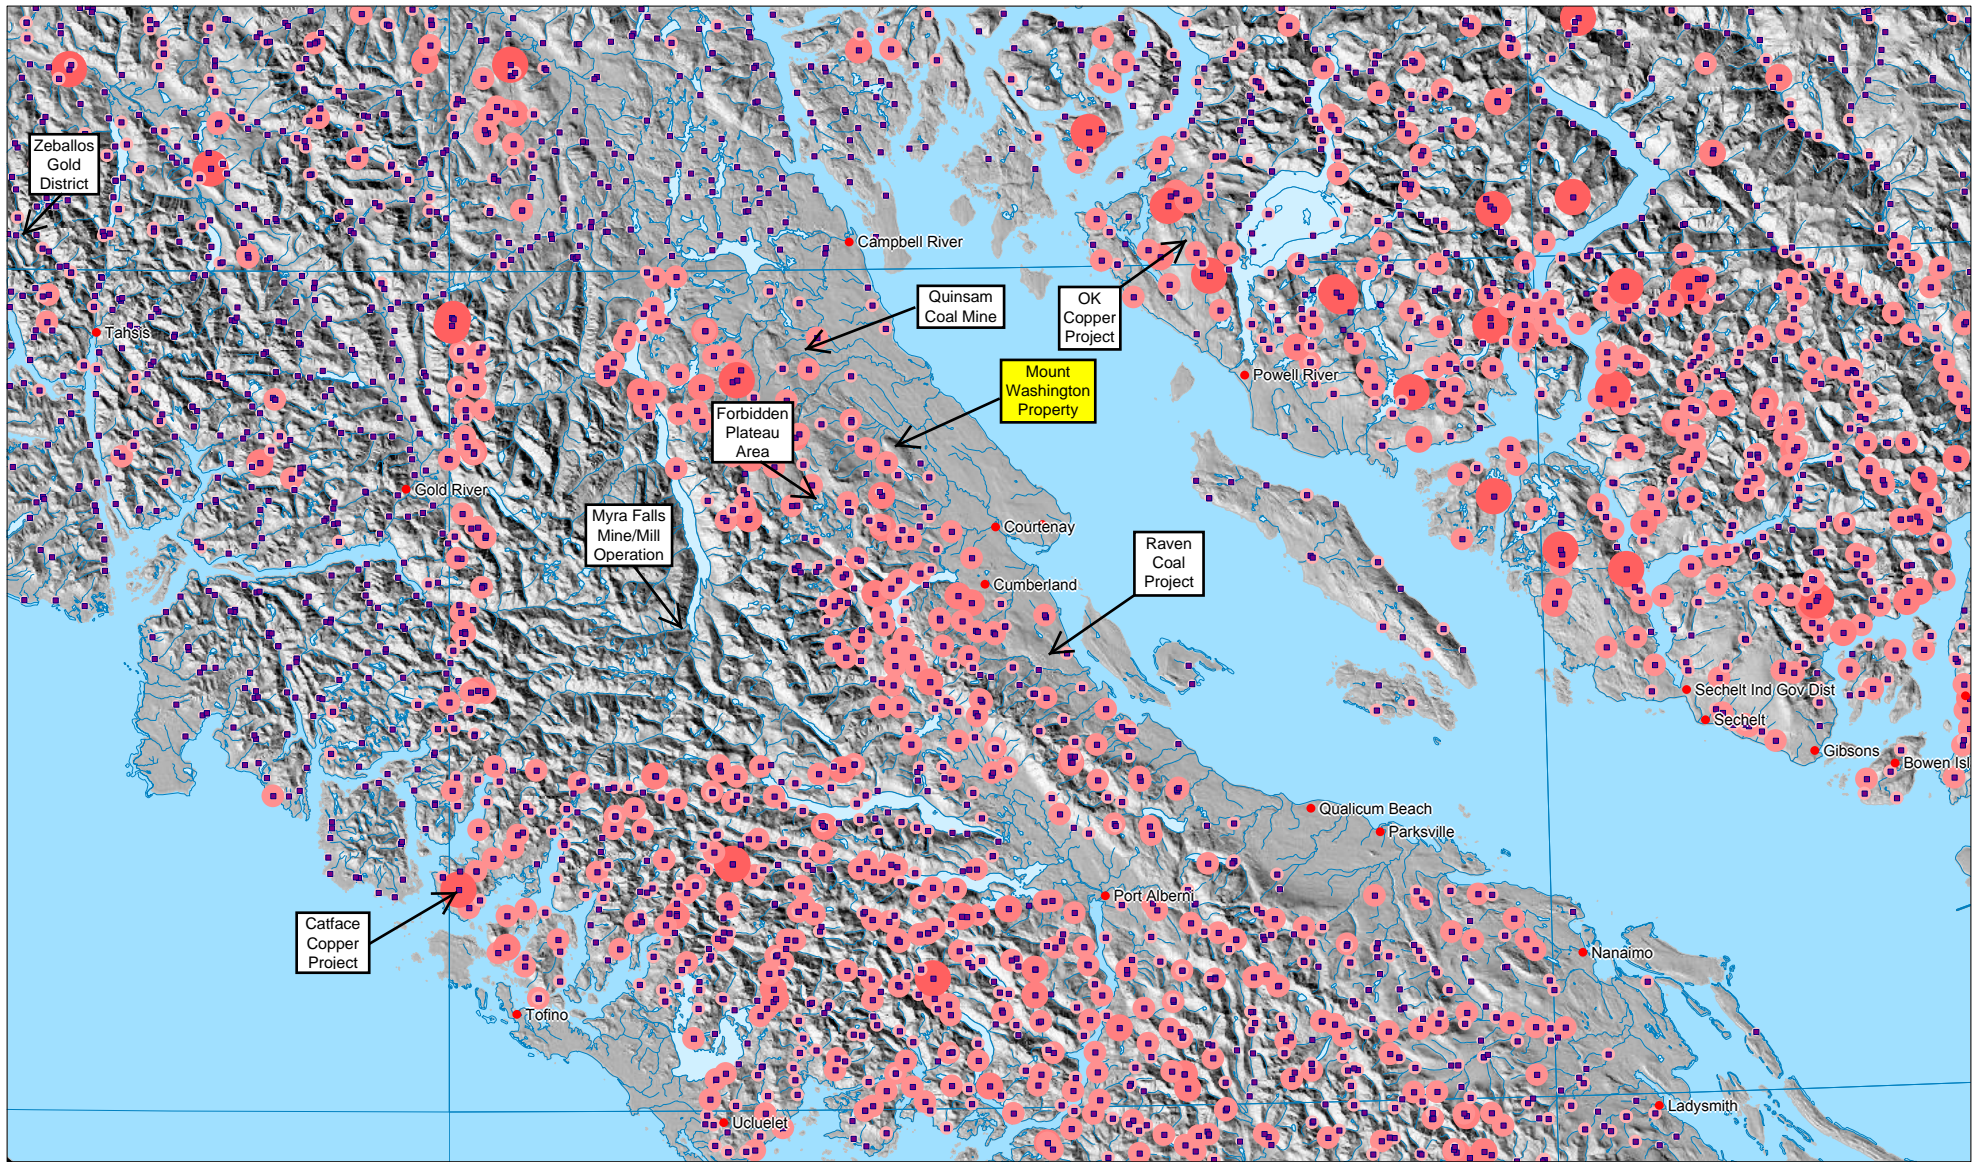 Zeballos
Gold
District
Campbell River
Quinsam
Coal Mine
OK
Copper
Project
Tahsis
Mount
Washington
Property
Powell River
Forbidden
Plateau
Area
Gold River
Myra Falls
Mine/Mill
Operation
Courtenay
Raven
Coal
Project
Cumberland
Sechelt Ind Gov Dist
Sechelt
Gibsons
Bowen Isl
Qualicum Beach
Parksville
Port Alberni
Catface
Copper
Project
Nanaimo
Tofino
Ladysmith
Ucluelet